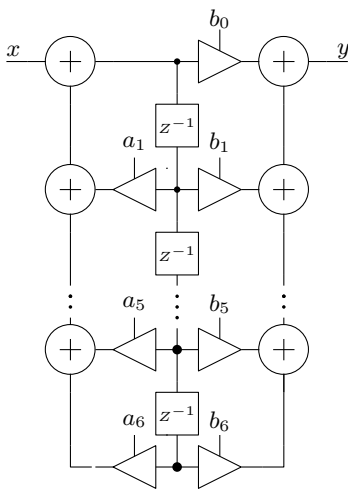 b₀
x + + y
z⁻¹
a₁ b₁
+ +
z⁻¹
⋮ ⋮ ⋮
a₅ b₅
+ +
z⁻¹
a₆ b₆